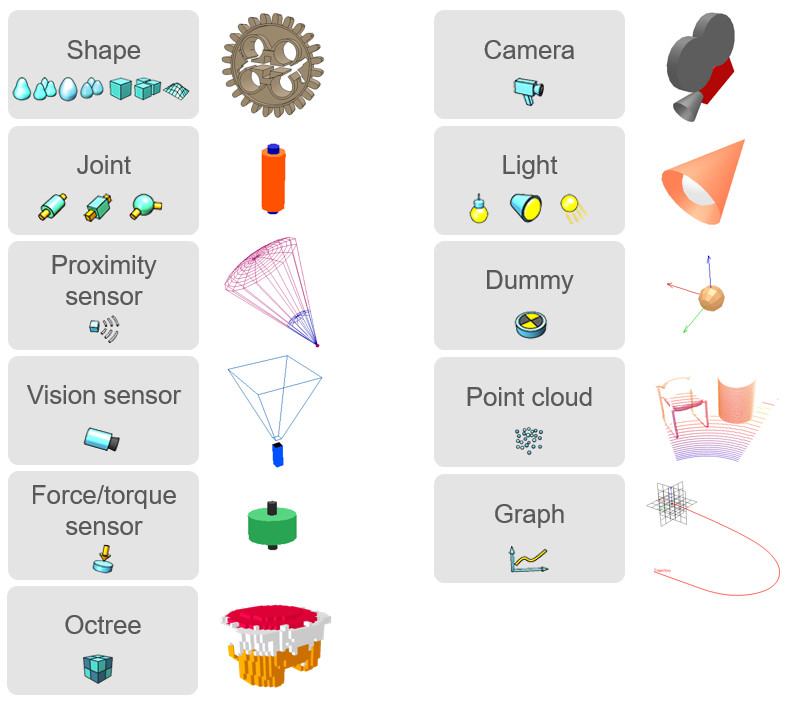 Shape
Camera
Joint
Light
Proximity
sensor
Dummy
Vision sensor
Point cloud
Force/torque
sensor
Graph
Octree